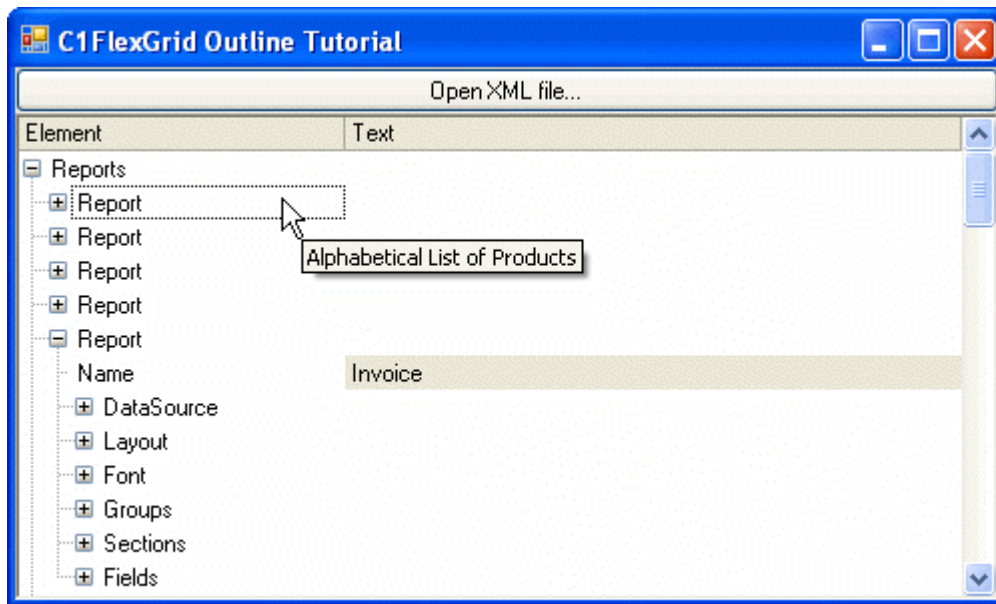 C1FlexGrid Outline Tutorial
Open XML file...
Element Text
Reports
Report
Report
Alphabetical List of Products
Report
Report
Report
Name Invoice
DataSource
Layout
Font
Groups
Sections
Fields